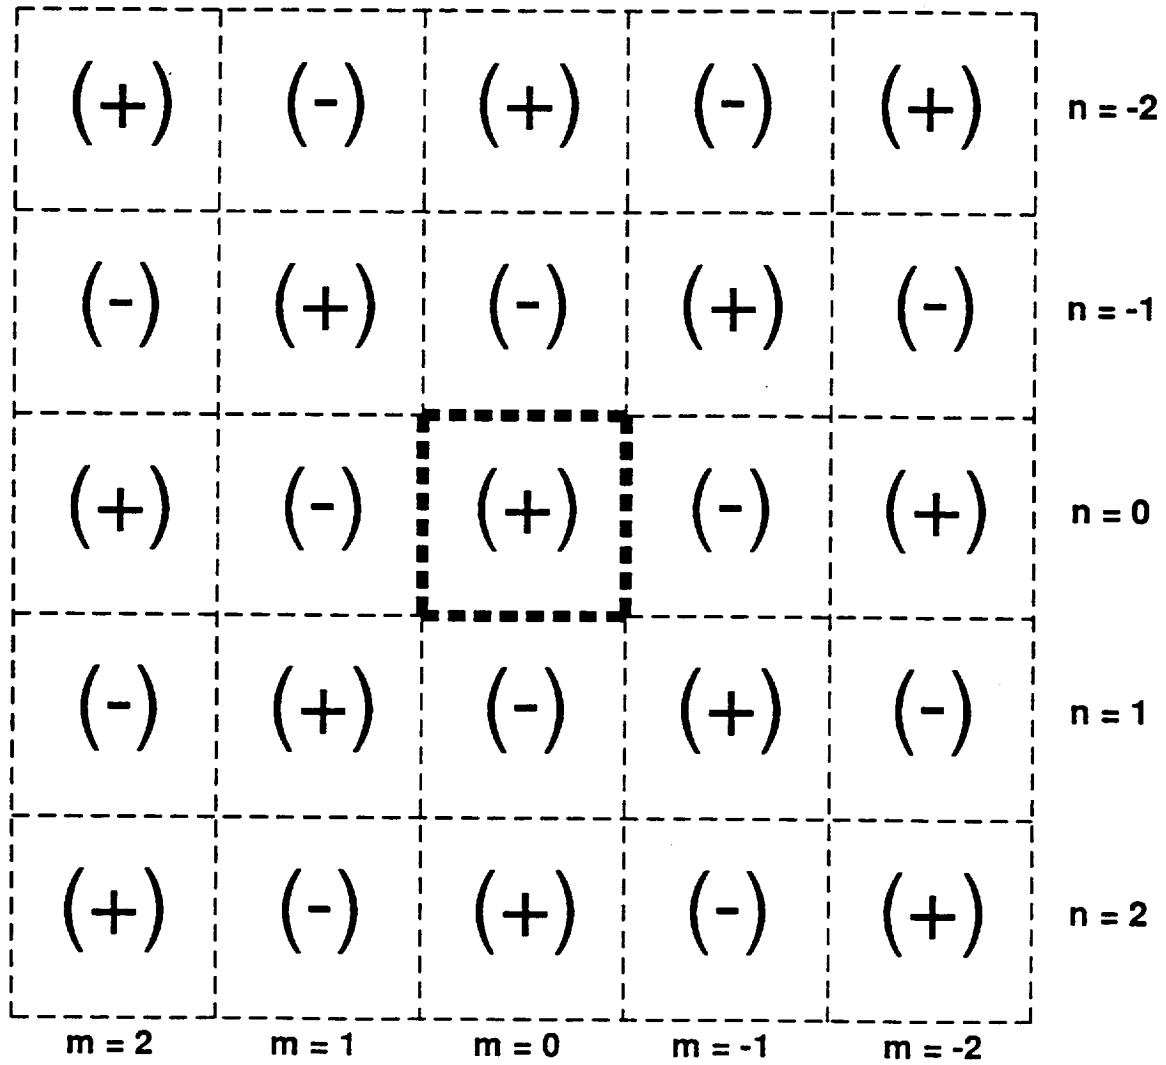 (+) (-) (+) (-) (+) n = -2
(-) (+) (-) (+) (-) n = -1
(+) (-) (+) (-) (+) n = 0
(-) (+) (-) (+) (-) n = 1
(+) (-) (+) (-) (+) n = 2
m = 2 m = 1 m = 0 m = -1 m = -2